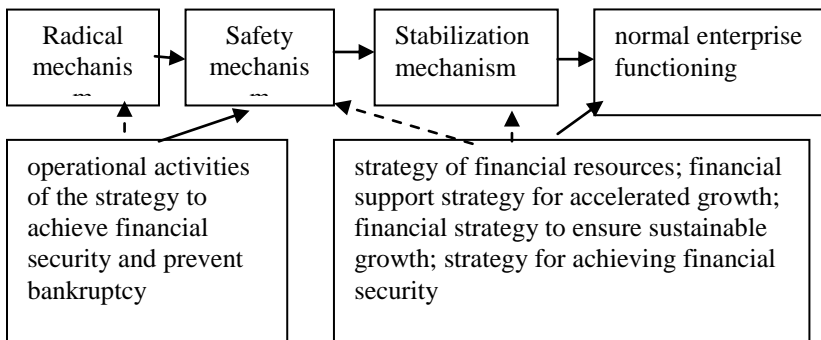 Radical
mechanis
Safety
mechanis
Stabilization
mechanism
normal enterprise
functioning
operational activities
of the strategy to
achieve financial
security and prevent
bankruptcy
strategy of financial resources; financial
support strategy for accelerated growth;
financial strategy to ensure sustainable
growth; strategy for achieving financial
security